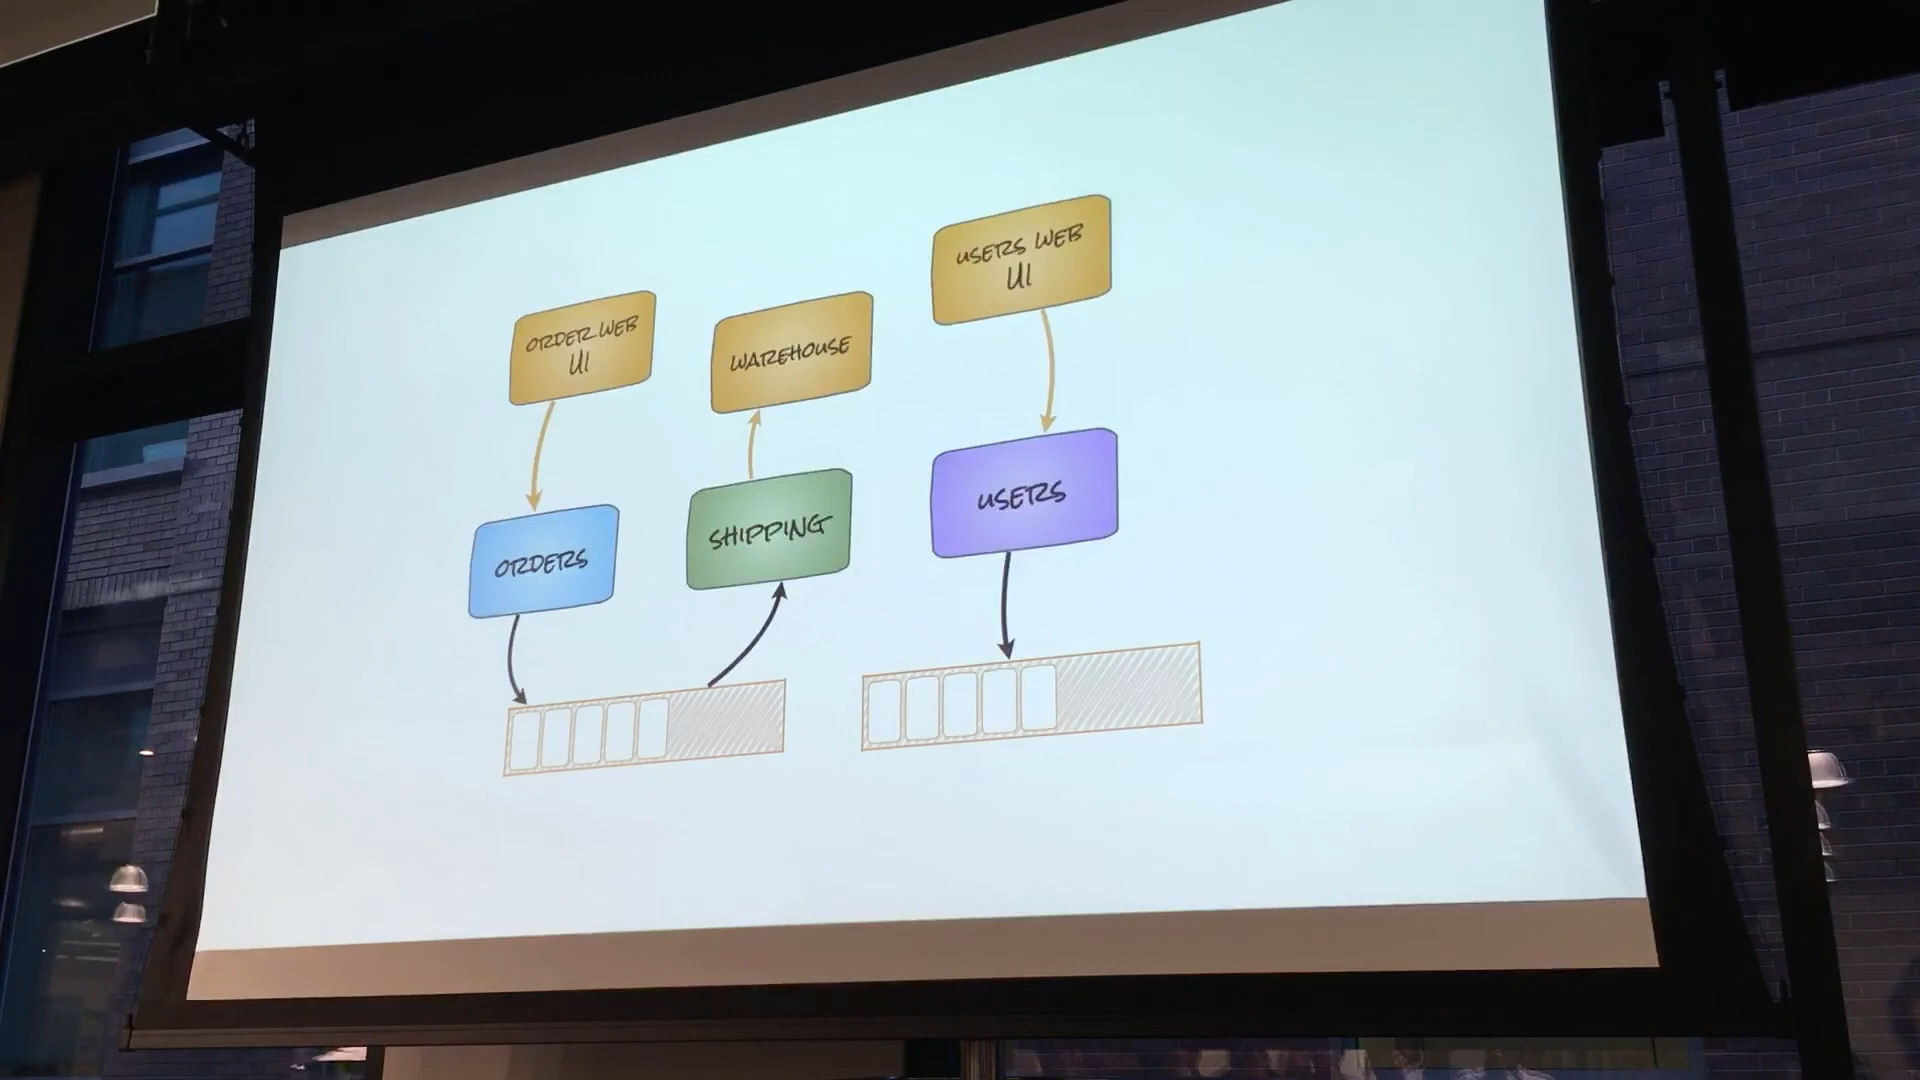 ORDER WEB
UI
WAREHOUSE
USERS WEB
UI
ORDERS
SHIPPING
USERS